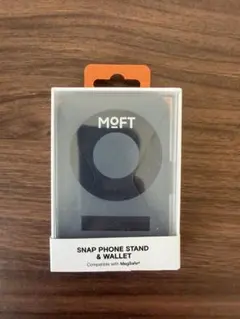 MOFT
SNAP PHONE STAND
& WALLET
Compatible with MagSafe®